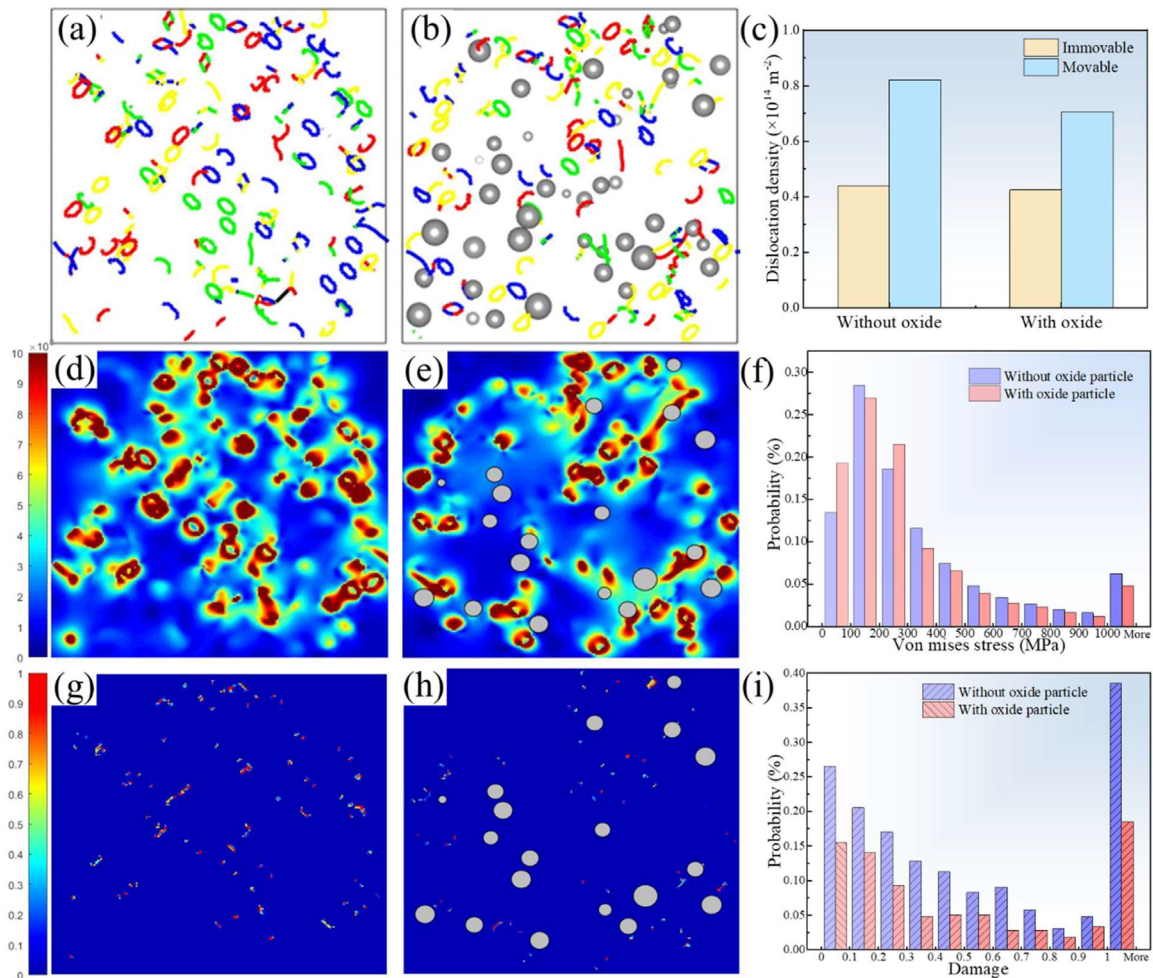 (a)
(b)
(c)
1.0
0.8
0.6
0.4
0.2
0.0
Dislocation density (×10¹⁴ m⁻²)
Immovable
Movable
Without oxide
With oxide
(d)
10
9
8
7
6
5
4
3
2
1
0
(e)
(f)
0.30
0.25
0.20
0.15
0.10
0.05
0.00
Probability (%)
Without oxide particle
With oxide particle
0 100 200 300 400 500 600 700 800 900 1000 More
Von mises stress (MPa)
(g)
1
0.9
0.8
0.7
0.6
0.5
0.4
0.3
0.2
0.1
0
(h)
(i)
0.40
0.35
0.30
0.25
0.20
0.15
0.10
0.05
0.00
Probability (%)
Without oxide particle
With oxide particle
0 0.1 0.2 0.3 0.4 0.5 0.6 0.7 0.8 0.9 1 More
Damage